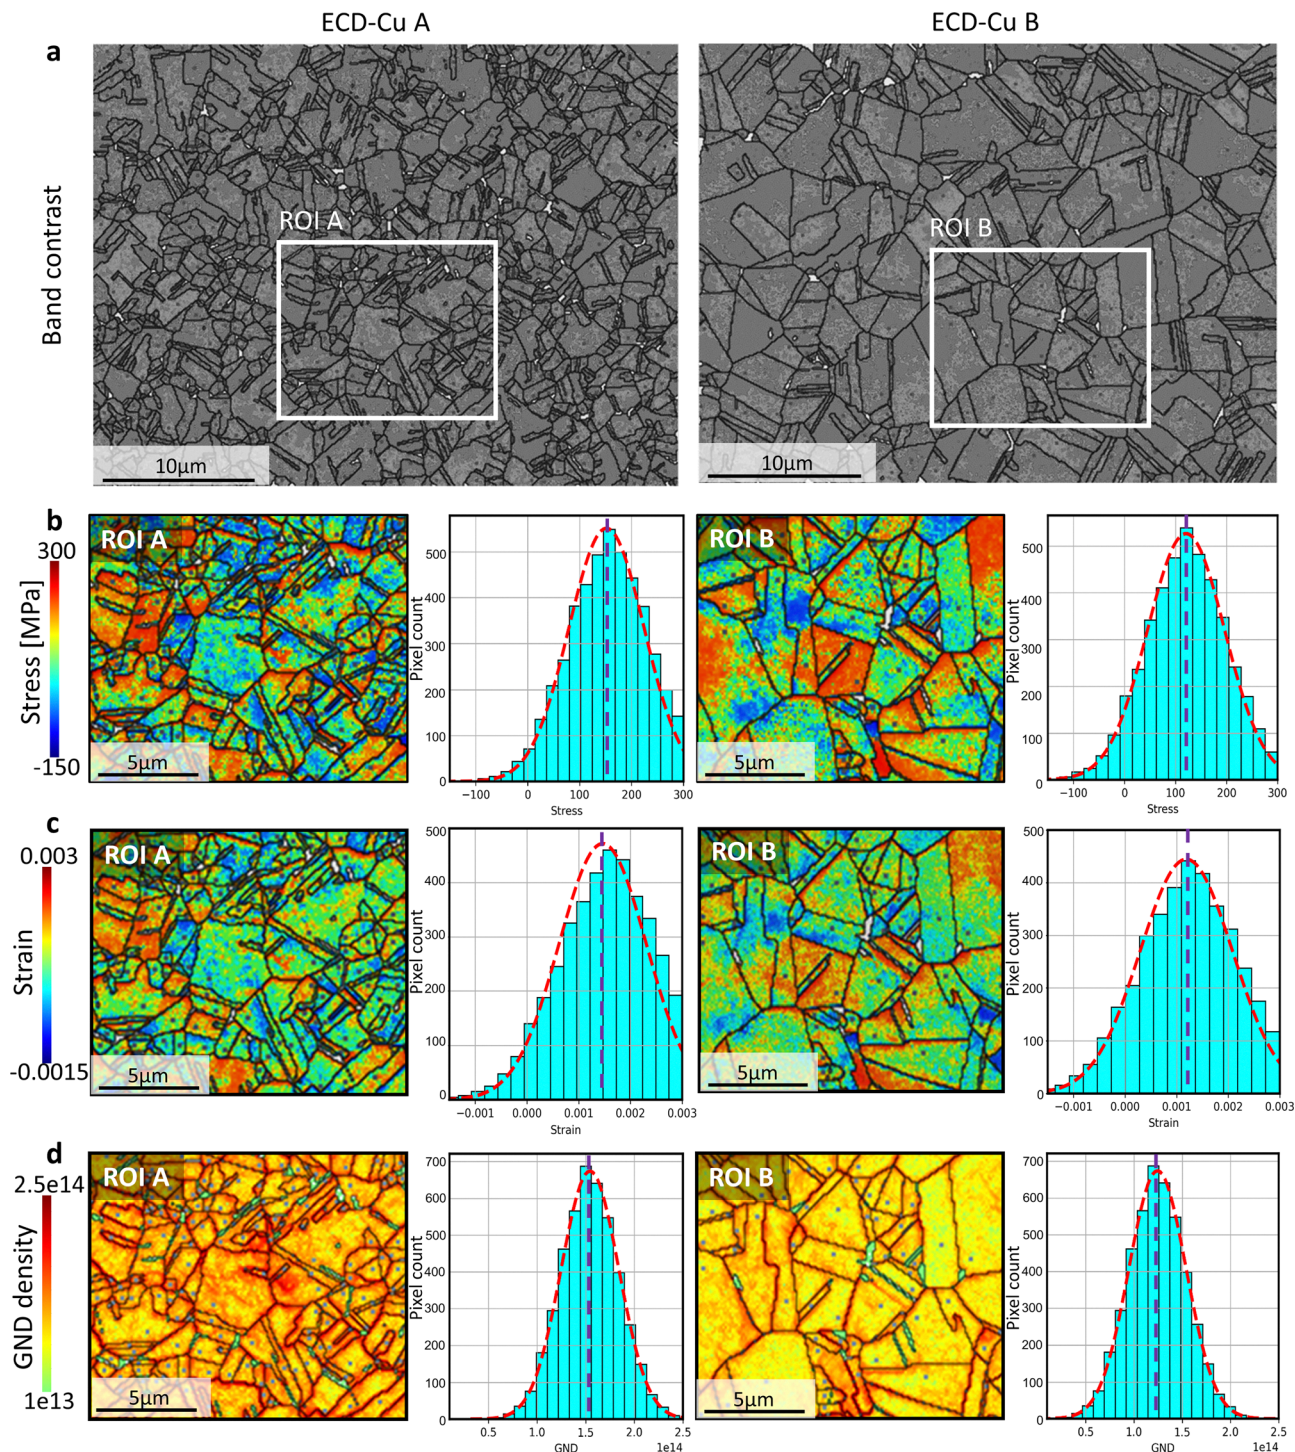 ECD-Cu A
ECD-Cu B
a
Band contrast
ROI A
ROI B
10µm
10µm
b
300
Stress [MPa]
-150
ROI A
5µm
Pixel count
500
400
300
200
100
0
−100 0 100 200 300
Stress
ROI B
5µm
Pixel count
500
400
300
200
100
0
−100 0 100 200 300
Stress
c
0.003
Strain
-0.0015
ROI A
5µm
Pixel count
500
400
300
200
100
0
−0.001 0.000 0.001 0.002 0.003
Strain
ROI B
5µm
Pixel count
500
400
300
200
100
0
−0.001 0.000 0.001 0.002 0.003
Strain
d
2.5e14
GND density
1e13
ROI A
5µm
Pixel count
700
600
500
400
300
200
100
0
0.5 1.0 1.5 2.0 2.5
GND 1e14
ROI B
5µm
Pixel count
700
600
500
400
300
200
100
0
0.5 1.0 1.5 2.0 2.5
GND 1e14